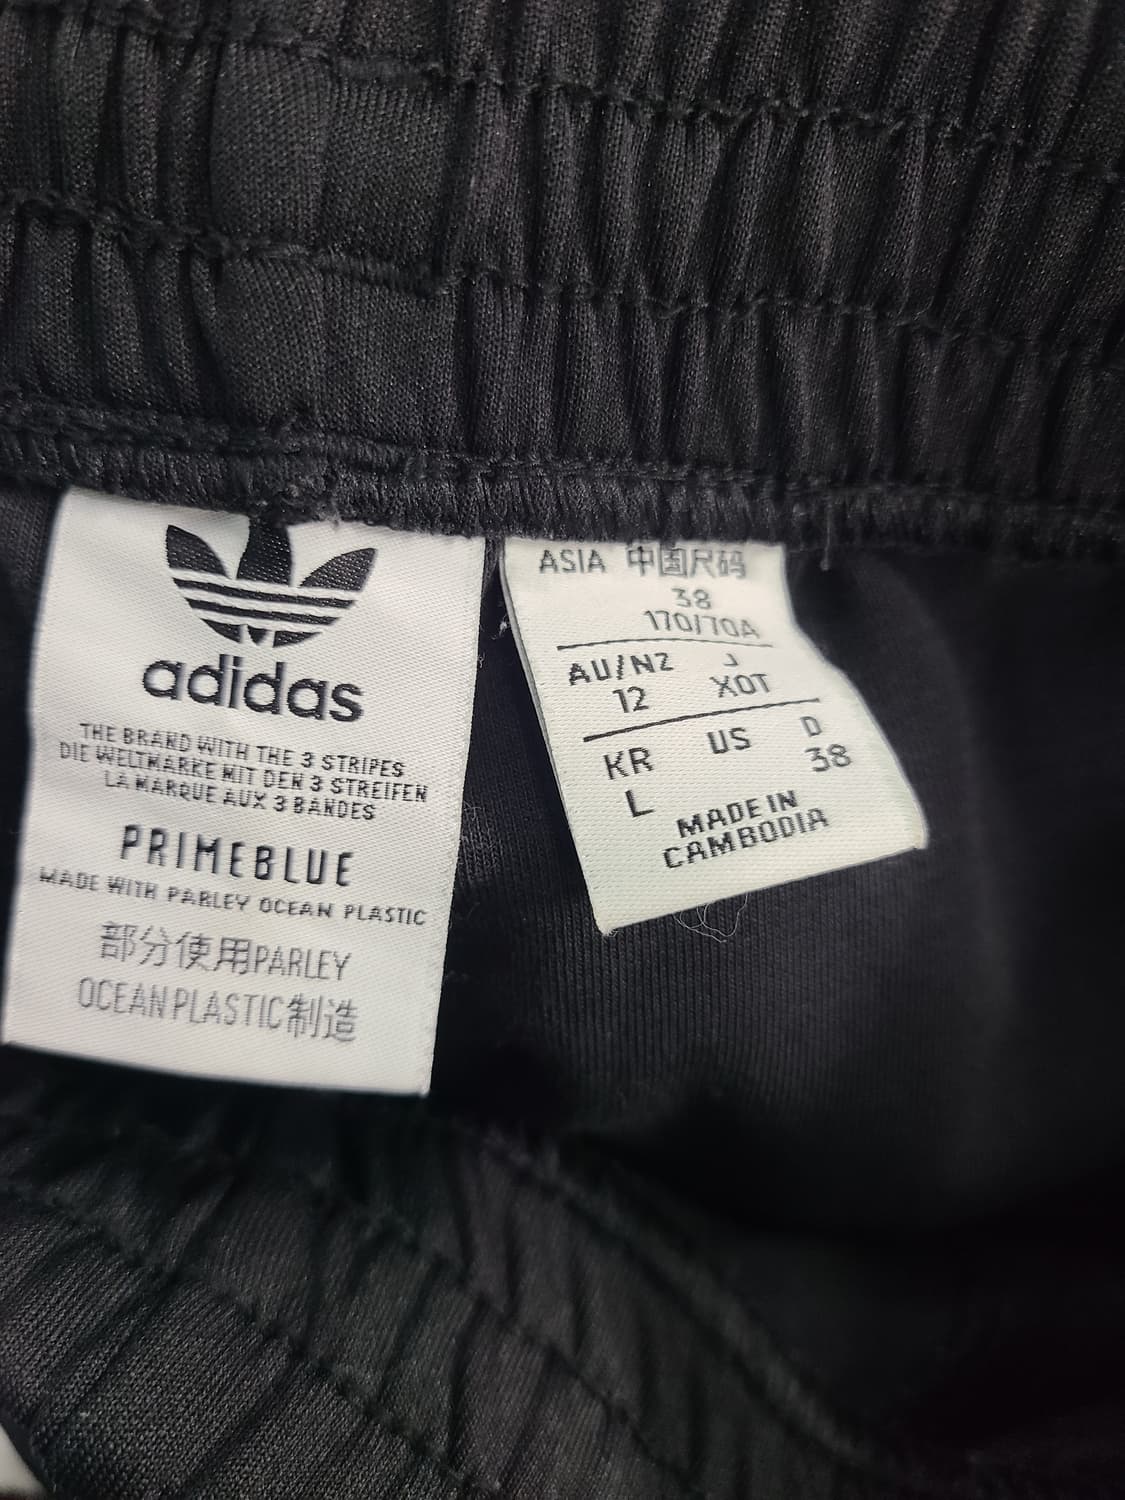 adidas
THE BRAND WITH THE 3 STRIPES
DIE WELTMARKE MIT DEN 3 STREIFEN
LA MARQUE AUX 3 BANDES
PRIMEBLUE
MADE WITH PARLEY OCEAN PLASTIC
部分使用PARLEY
OCEAN PLASTIC制造
ASIA 中国尺码
38
170/70A
AU/NZ J
12 XOT
KR US D
L 38
MADE IN
CAMBODIA